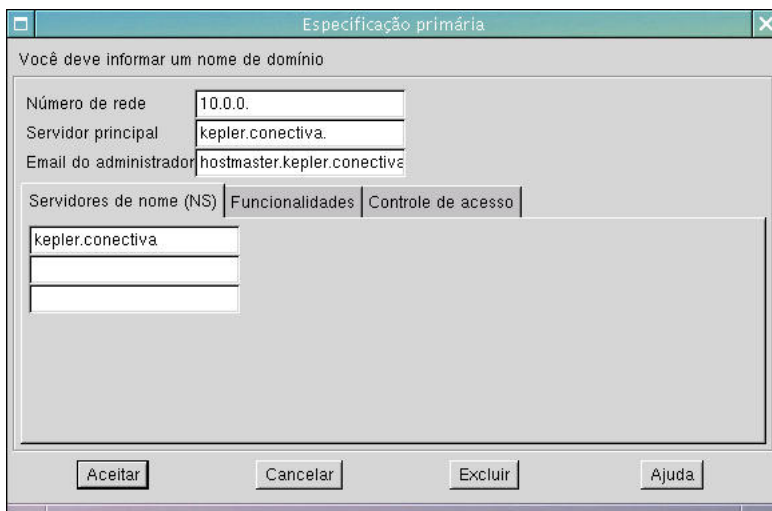 Especificação primária
Você deve informar um nome de domínio
Número de rede 10.0.0.
Servidor principal kepler.conectiva.
Email do administrador hostmaster.kepler.conectiva
Servidores de nome (NS) Funcionalidades Controle de acesso
kepler.conectiva
Aceitar Cancelar Excluir Ajuda